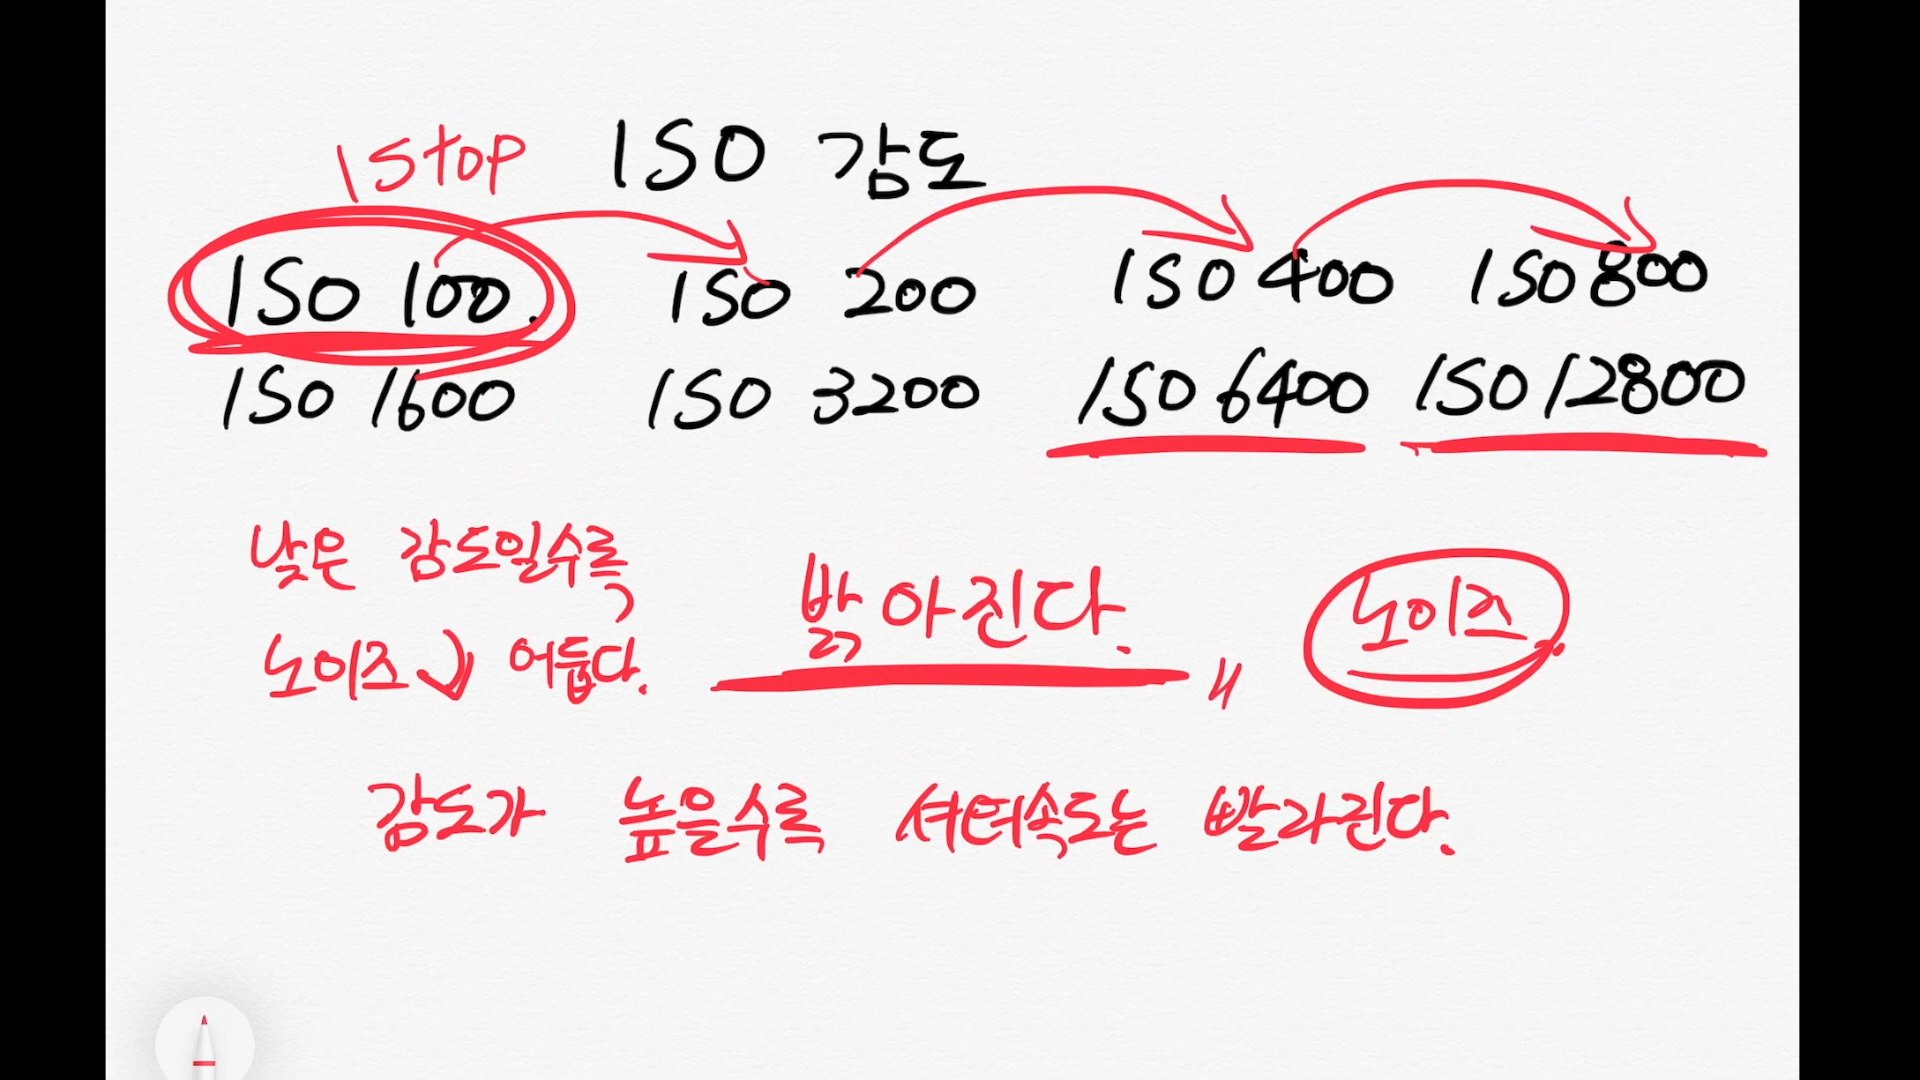 1 stop ISO 감도
ISO 100. ISO 200 ISO 400 ISO 800
ISO 1600 ISO 3200 ISO 6400 ISO 12800
낮은 감도일수록
노이즈↓ 어둡다.
밝아진다. 노이즈
감도가 높을수록 셔터속도는 빨라진다.